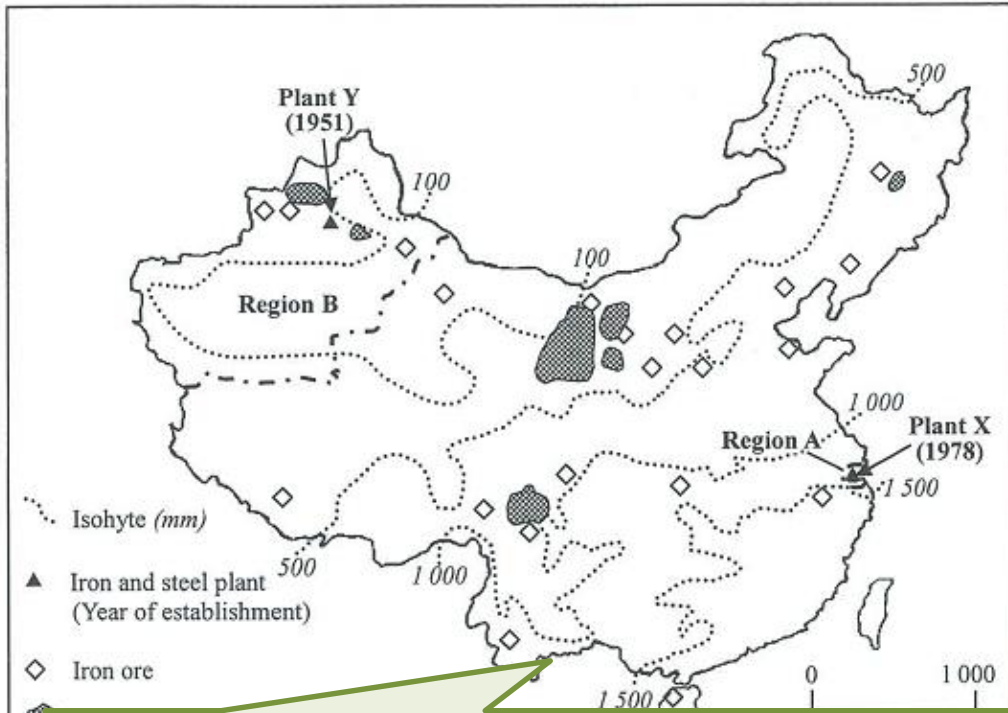 500
Plant Y
(1951)
100
100
Region B
1 000
Plant X
(1978)
Region A
1 500
Isohyte (mm)
500
1 000
Iron and steel plant
(Year of establishment)
Iron ore
1 500
0
1 000